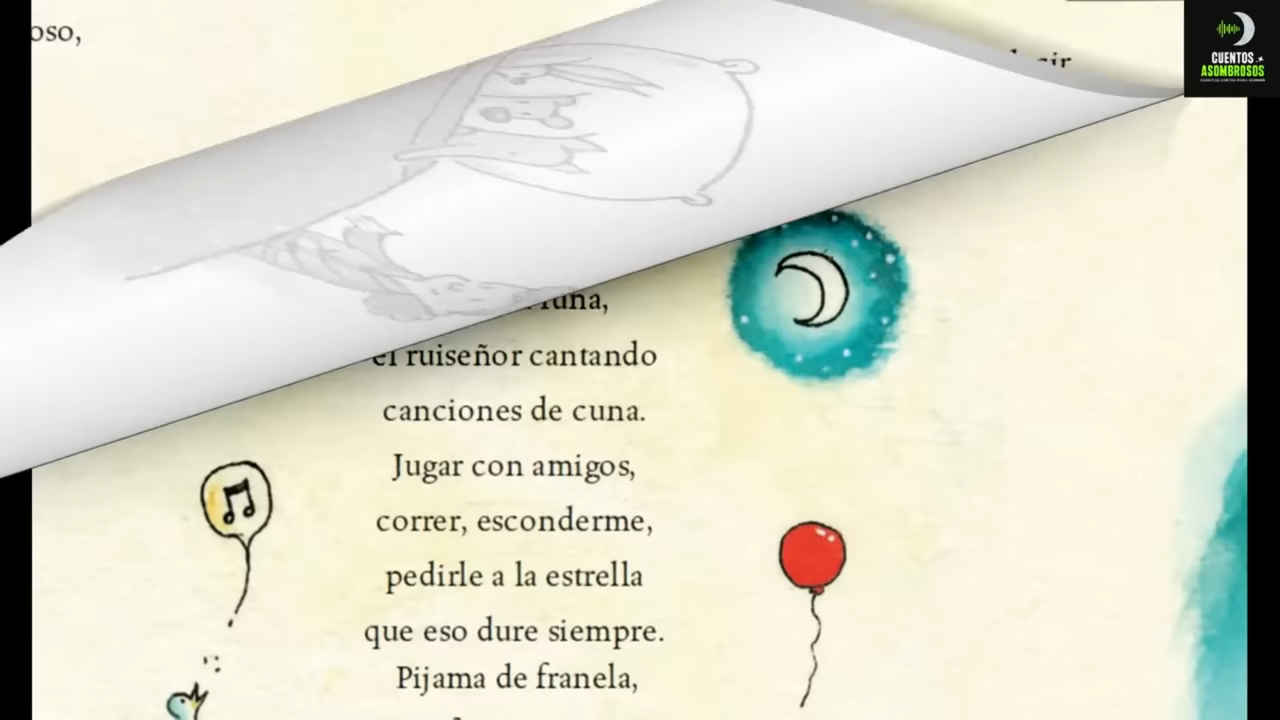 oso,
CUENTOS
ASOMBROSOS
luna,
el ruiseñor cantando
canciones de cuna.
Jugar con amigos,
correr, esconderme,
pedirle a la estrella
que eso dure siempre.
Pijama de franela,